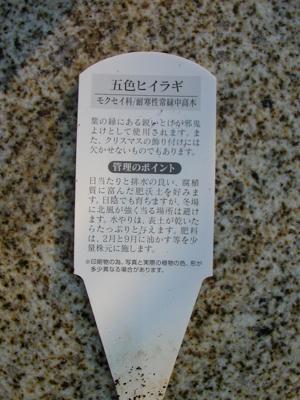 五色ヒイラギ
モクセイ科/耐寒性常緑中高木
葉の縁にある鋭いとげが邪鬼
よけとして使用されます。ま
た、クリスマスの飾り付けには
欠かせないものでもあります。
管理のポイント
日当たりと排水の良い、腐植
質に富んだ肥沃土を好みま
す。日陰でも育ちますが、冬場
に北風が強く当る場所は避け
ます。水やりは、表土が乾いた
らたっぷりと与えます。肥料
は、2月と9月に油かす等を少
量株元に施します。
※印刷物の為、写真と実際の植物の色、形が
多少異なる場合があります。